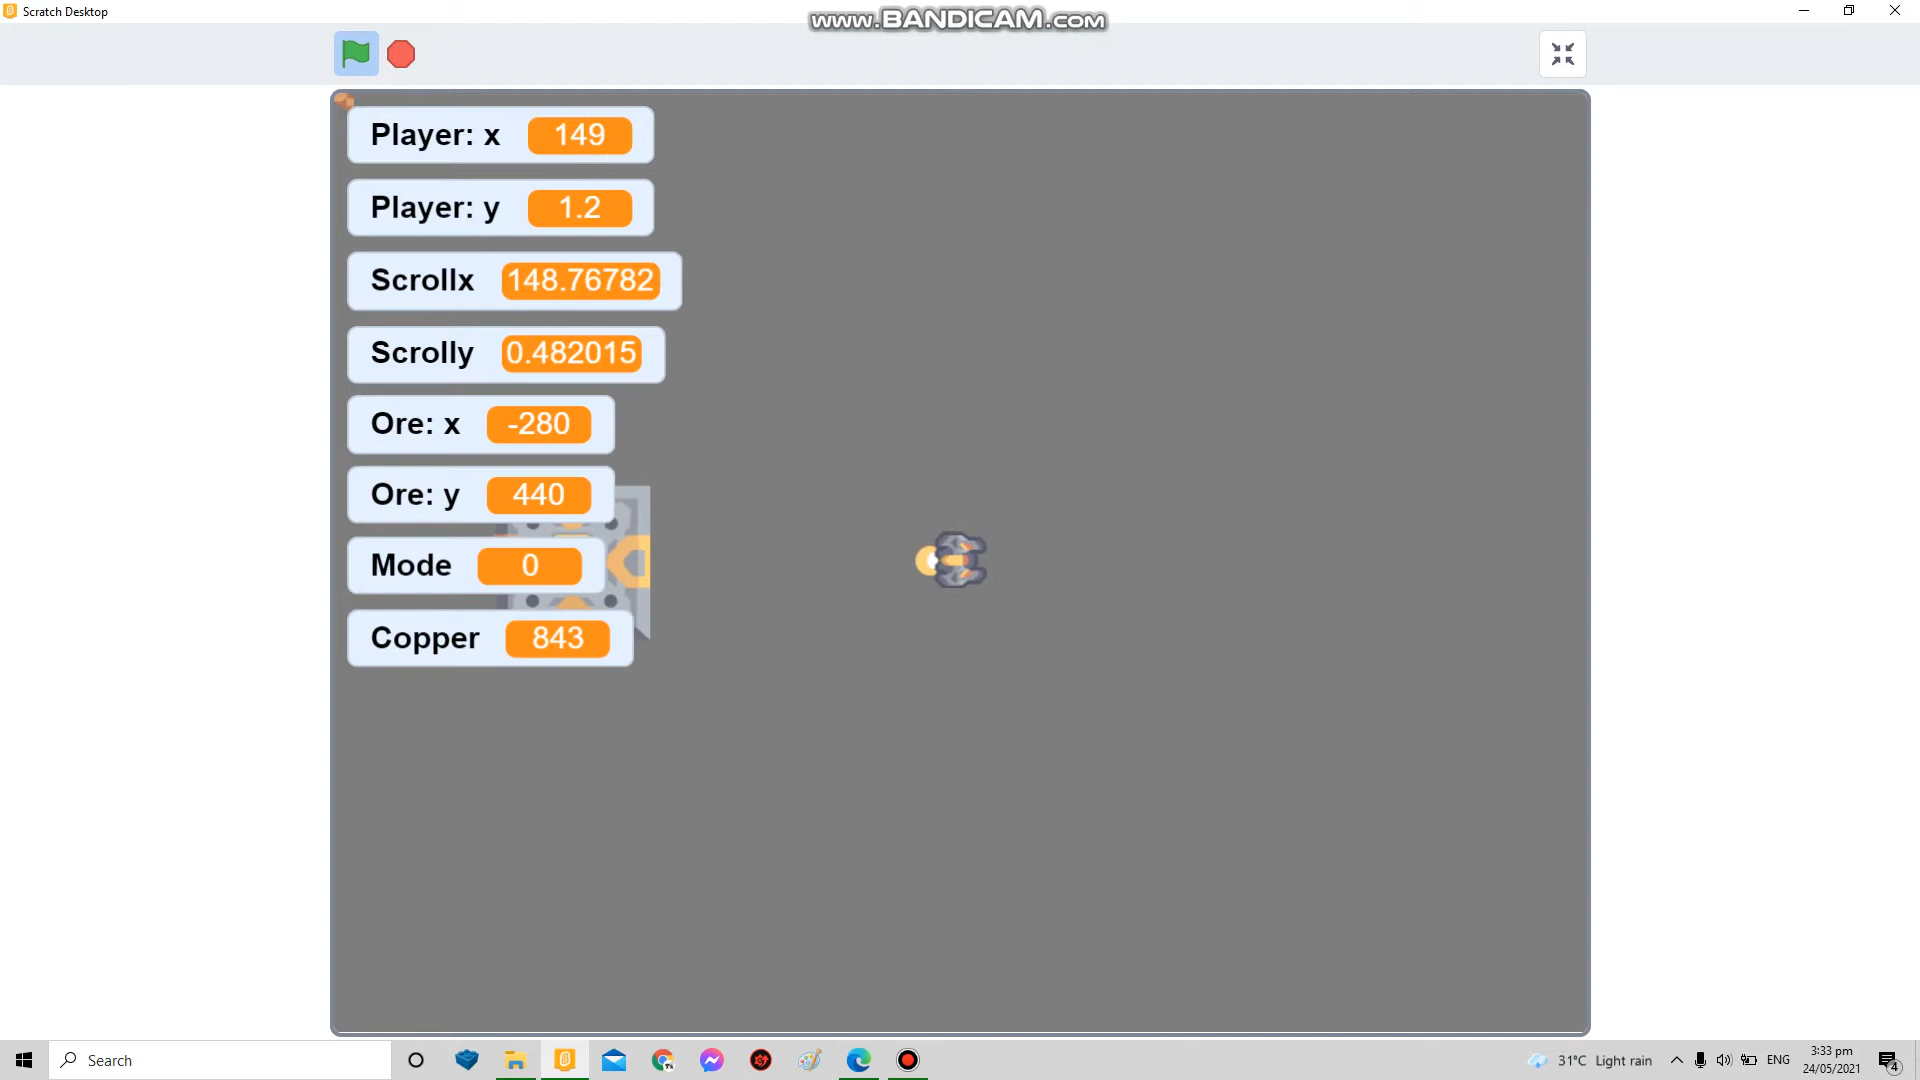 Scratch Desktop
www.BANDICAM.com
Player: x 149
Player: y 1.2
Scrollx 148.76782
Scrolly 0.482015
Ore: x -280
Ore: y 440
Mode 0
Copper 843
Search
31°C Light rain
ENG
3:33 pm
24/05/2021
4